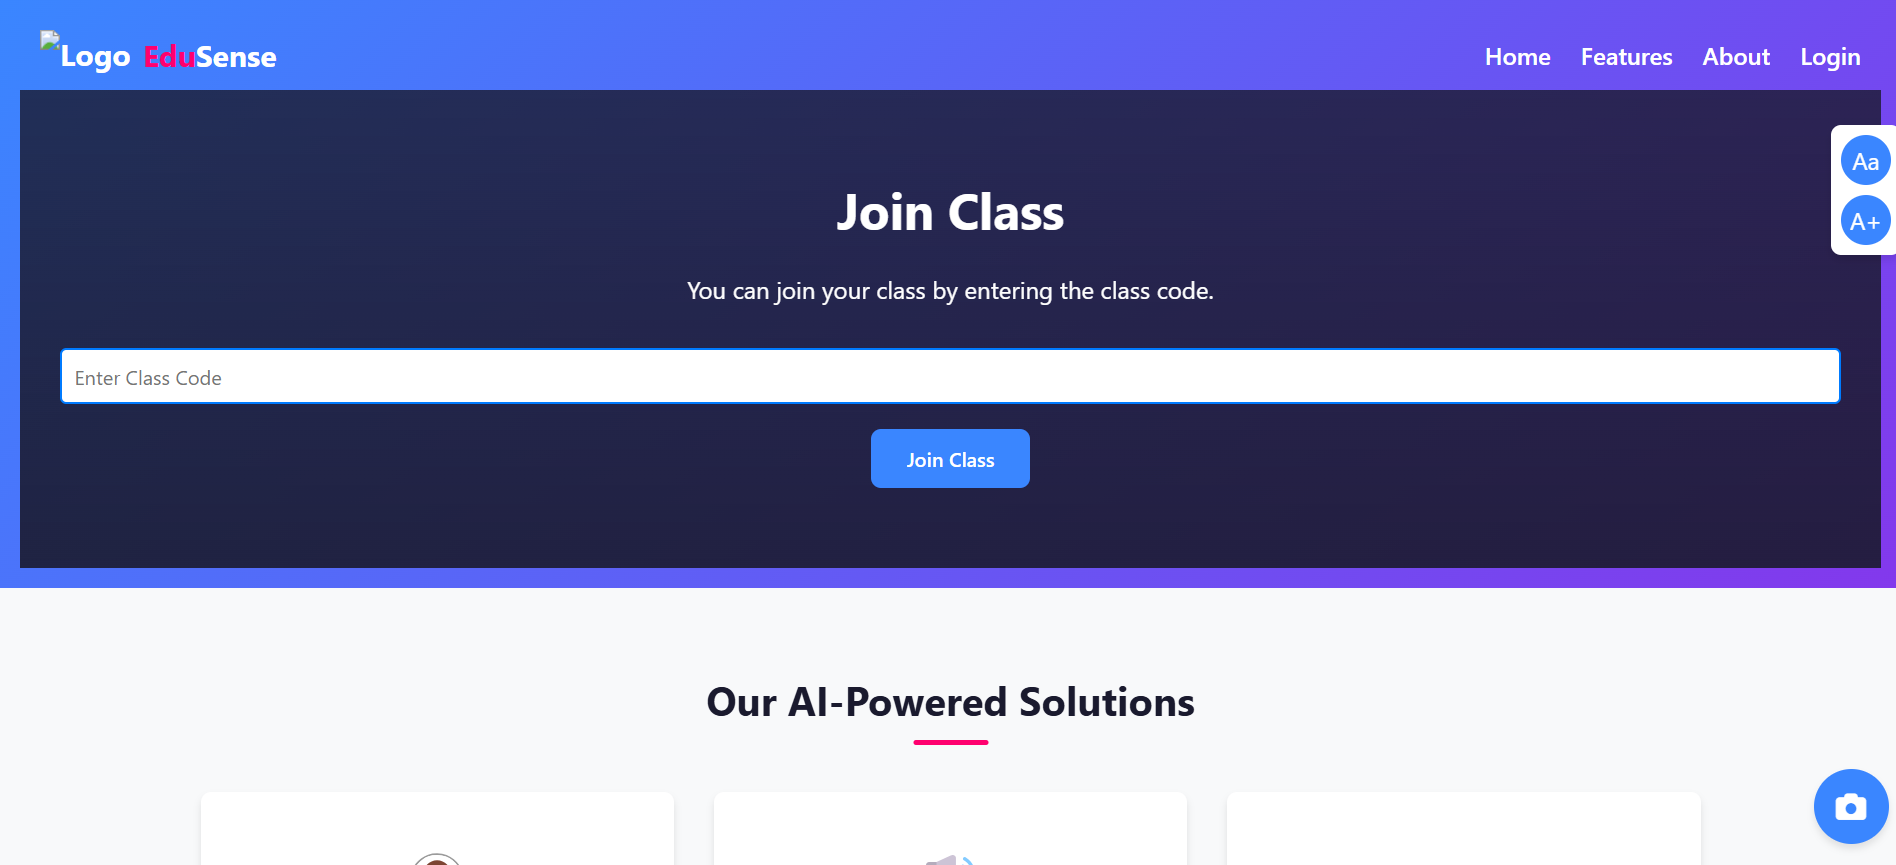 Logo EduSense
Home Features About Login
Aa
A+
Join Class
You can join your class by entering the class code.
Enter Class Code
Join Class
Our AI-Powered Solutions